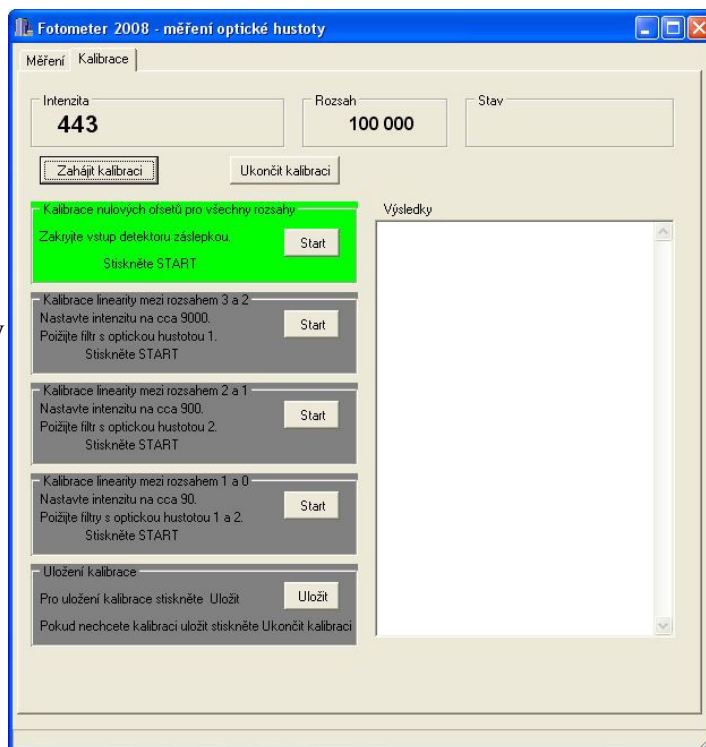 Fotometer 2008 - měření optické hustoty
Měření Kalibrace
Intenzita
443
Rozsah
100 000
Stav
Zahájit kalibraci
Ukončit kalibraci
Kalibrace nulových ofsetů pro všechny rozsahy
Zakryjte vstup detektoru záslepkou.
Stiskněte START
Start
Kalibrace linearity mezi rozsahem 3 a 2
Nastavte intenzitu na cca 9000.
Poižijte filtr s optickou hustotou 1.
Stiskněte START
Start
Kalibrace linearity mezi rozsahem 2 a 1
Nastavte intenzitu na cca 900.
Poižijte filtr s optickou hustotou 2.
Stiskněte START
Start
Kalibrace linearity mezi rozsahem 1 a 0
Nastavte intenzitu na cca 90.
Poižijte filtry s optickou hustotou 1 a 2.
Stiskněte START
Start
Uložení kalibrace
Pro uložení kalibrace stiskněte Uložit
Uložit
Pokud nechcete kalibraci uložit stiskněte Ukončit kalibraci
Výsledky